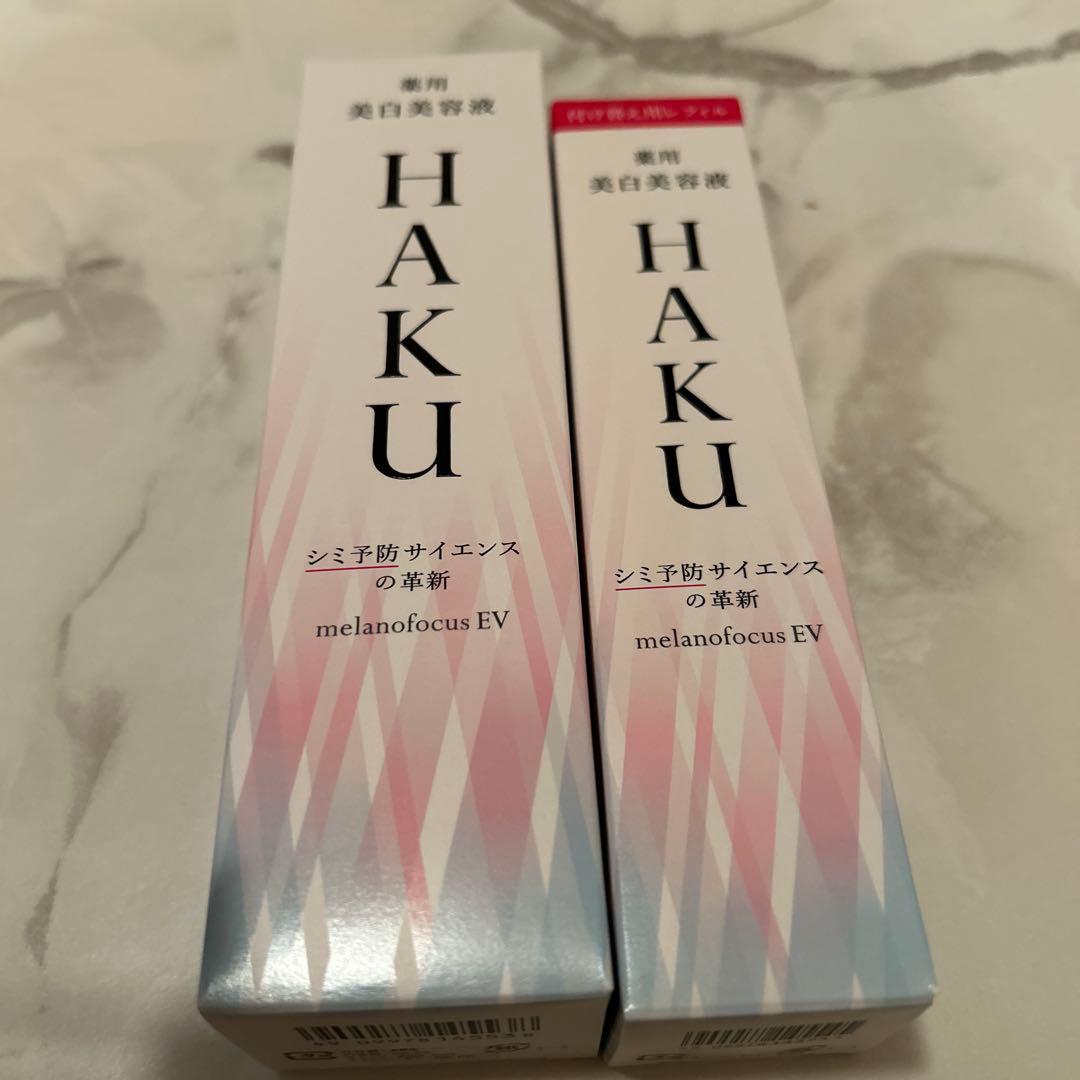 薬用
美白美容液
HAKU
シミ予防サイエンス
の革新
melanofocus EV
付け替え用レフィル
薬用
美白美容液
HAKU
シミ予防サイエンス
の革新
melanofocus EV